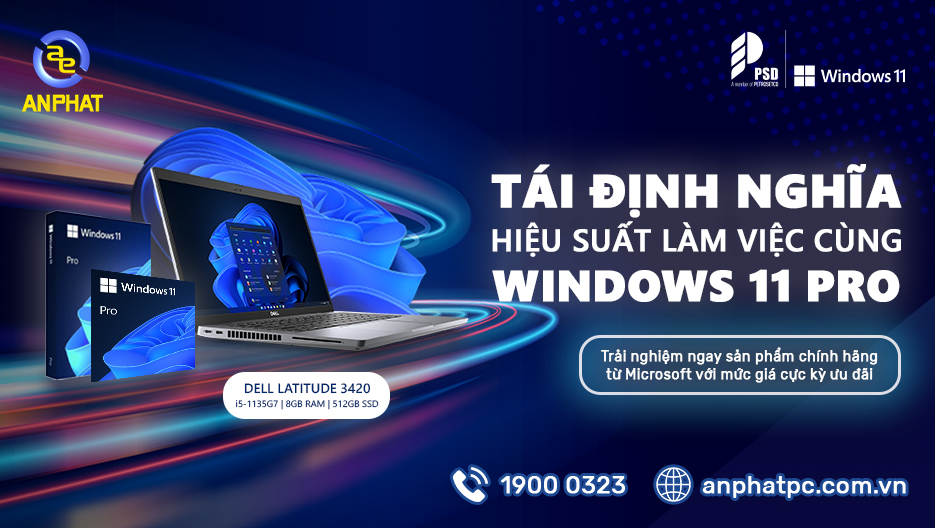 ae
ANPHAT
PSD
A member of PETROSETCO
Windows 11
TÁI ĐỊNH NGHĨA
HIỆU SUẤT LÀM VIỆC CÙNG
WINDOWS 11 PRO
Windows 11
Pro
Windows 11
Pro
DELL
Trải nghiệm ngay sản phẩm chính hãng
từ Microsoft với mức giá cực kỳ ưu đãi
DELL LATITUDE 3420
i5-1135G7 | 8GB RAM | 512GB SSD
1900 0323
anphatpc.com.vn